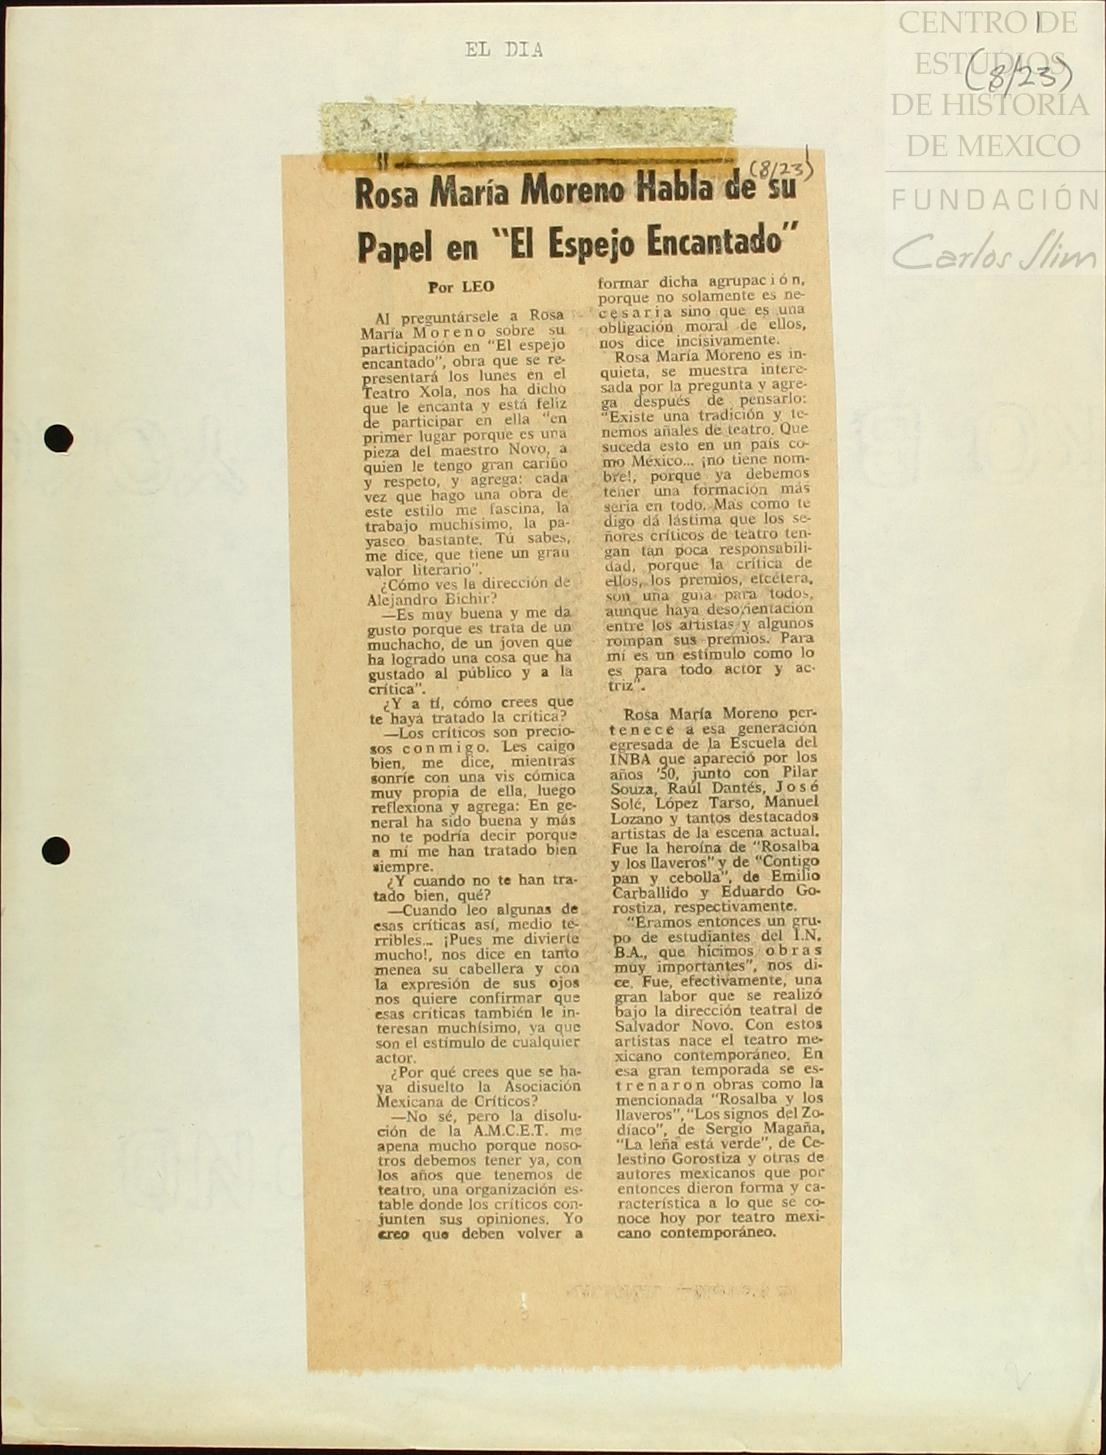 EL DIA
CENTRO DE
ESTUDIOS
DE HISTORIA
DE MEXICO
FUNDACIÓN
Carlos Slim
(8/23)
(8/23)
Rosa María Moreno Habla de su
Papel en "El Espejo Encantado"
Por LEO
Al preguntársele a Rosa
María Moreno sobre su
participación en "El espejo
encantado", obra que se re-
presentará los lunes en el
Teatro Xola, nos ha dicho
que le encanta y está feliz
de participar en ella "en
primer lugar porque es una
pieza del maestro Novo, a
quien le tengo gran cariño
y respeto, y agrega: cada
vez que hago una obra de
este estilo me fascina, la
trabajo muchísimo, la pa-
yaseo bastante. Tú sabes,
me dice, que tiene un gran
valor literario".
¿Cómo ves la dirección de
Alejandro Bichir?
—Es muy buena y me da
gusto porque es trata de un
muchacho, de un joven que
ha logrado una cosa que ha
gustado al público y a la
crítica".
¿Y a tí, cómo crees que
te haya tratado la crítica?
—Los críticos son precio-
sos conmigo. Les caigo
bien, me dice, mientras
sonríe con una vis cómica
muy propia de ella, luego
reflexiona y agrega: En ge-
neral ha sido buena y más
no te podría decir porque
a mí me han tratado bien
siempre.
¿Y cuando no te han tra-
tado bien, qué?
—Cuando leo algunas de
esas críticas así, medio te-
rribles... ¡Pues me divierte
mucho!, nos dice en tanto
menea su cabellera y con
la expresión de sus ojos
nos quiere confirmar que
esas críticas también le in-
teresan muchísimo, ya que
son el estímulo de cualquier
actor.
¿Por qué crees que se ha-
ya disuelto la Asociación
Mexicana de Críticos?
—No sé, pero la disolu-
ción de la A.M.C.E.T. me
apena mucho porque noso-
tros debemos tener ya, con
los años que tenemos de
teatro, una organización es-
table donde los críticos con-
junten sus opiniones. Yo
creo que deben volver a
formar dicha agrupación,
porque no solamente es ne-
cesaria sino que es una
obligación moral de ellos,
nos dice incisivamente.
Rosa María Moreno es in-
quieta, se muestra intere-
sada por la pregunta y agre-
ga después de pensarlo:
"Existe una tradición y te-
nemos añales de teatro. Que
suceda esto en un país co-
mo México... ¡no tiene nom-
bre!, porque ya debemos
tener una formación más
seria en todo. Mas como te
digo dá lástima que los se-
ñores críticos de teatro ten-
gan tan poca responsabili-
dad, porque la crítica de
ellos, los premios, etcétera,
son una guía para todos,
aunque haya desorientación
entre los artistas y algunos
rompan sus premios. Para
mí es un estímulo como lo
es para todo actor y ac-
triz".
Rosa María Moreno per-
tenece a esa generación
egresada de la Escuela del
INBA que apareció por los
años '50, junto con Pilar
Souza, Raúl Dantés, José
Solé, López Tarso, Manuel
Lozano y tantos destacados
artistas de la escena actual.
Fue la heroína de "Rosalba
y los llaveros" y de "Contigo
pan y cebolla", de Emilio
Carballido y Eduardo Go-
rostiza, respectivamente.
"Eramos entonces un gru-
po de estudiantes del I.N.
B.A., que hicimos obras
muy importantes", nos di-
ce. Fue, efectivamente, una
gran labor que se realizó
bajo la dirección teatral de
Salvador Novo. Con estos
artistas nace el teatro me-
xicano contemporáneo. En
esa gran temporada se es-
trenaron obras como la
mencionada "Rosalba y los
llaveros", "Los signos del Zo-
diaco", de Sergio Magaña,
"La leña está verde", de Ce-
lestino Gorostiza y otras de
autores mexicanos que por
entonces dieron forma y ca-
racterística a lo que se co-
noce hoy por teatro mexi-
cano contemporáneo.